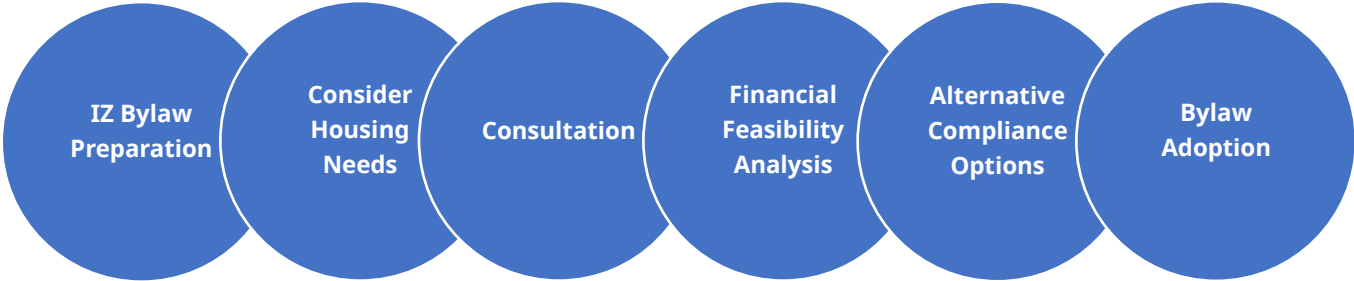 IZ Bylaw
Preparation
Consider
Housing
Needs
Consultation
Financial
Feasibility
Analysis
Alternative
Compliance
Options
Bylaw
Adoption